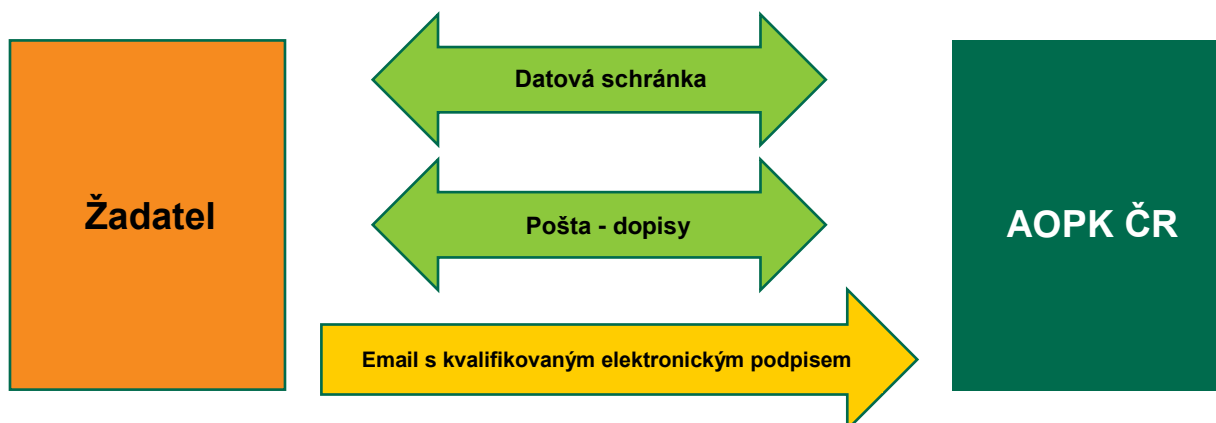 Datová schránka
Žadatel
Pošta - dopisy
AOPK ČR
Email s kvalifikovaným elektronickým podpisem